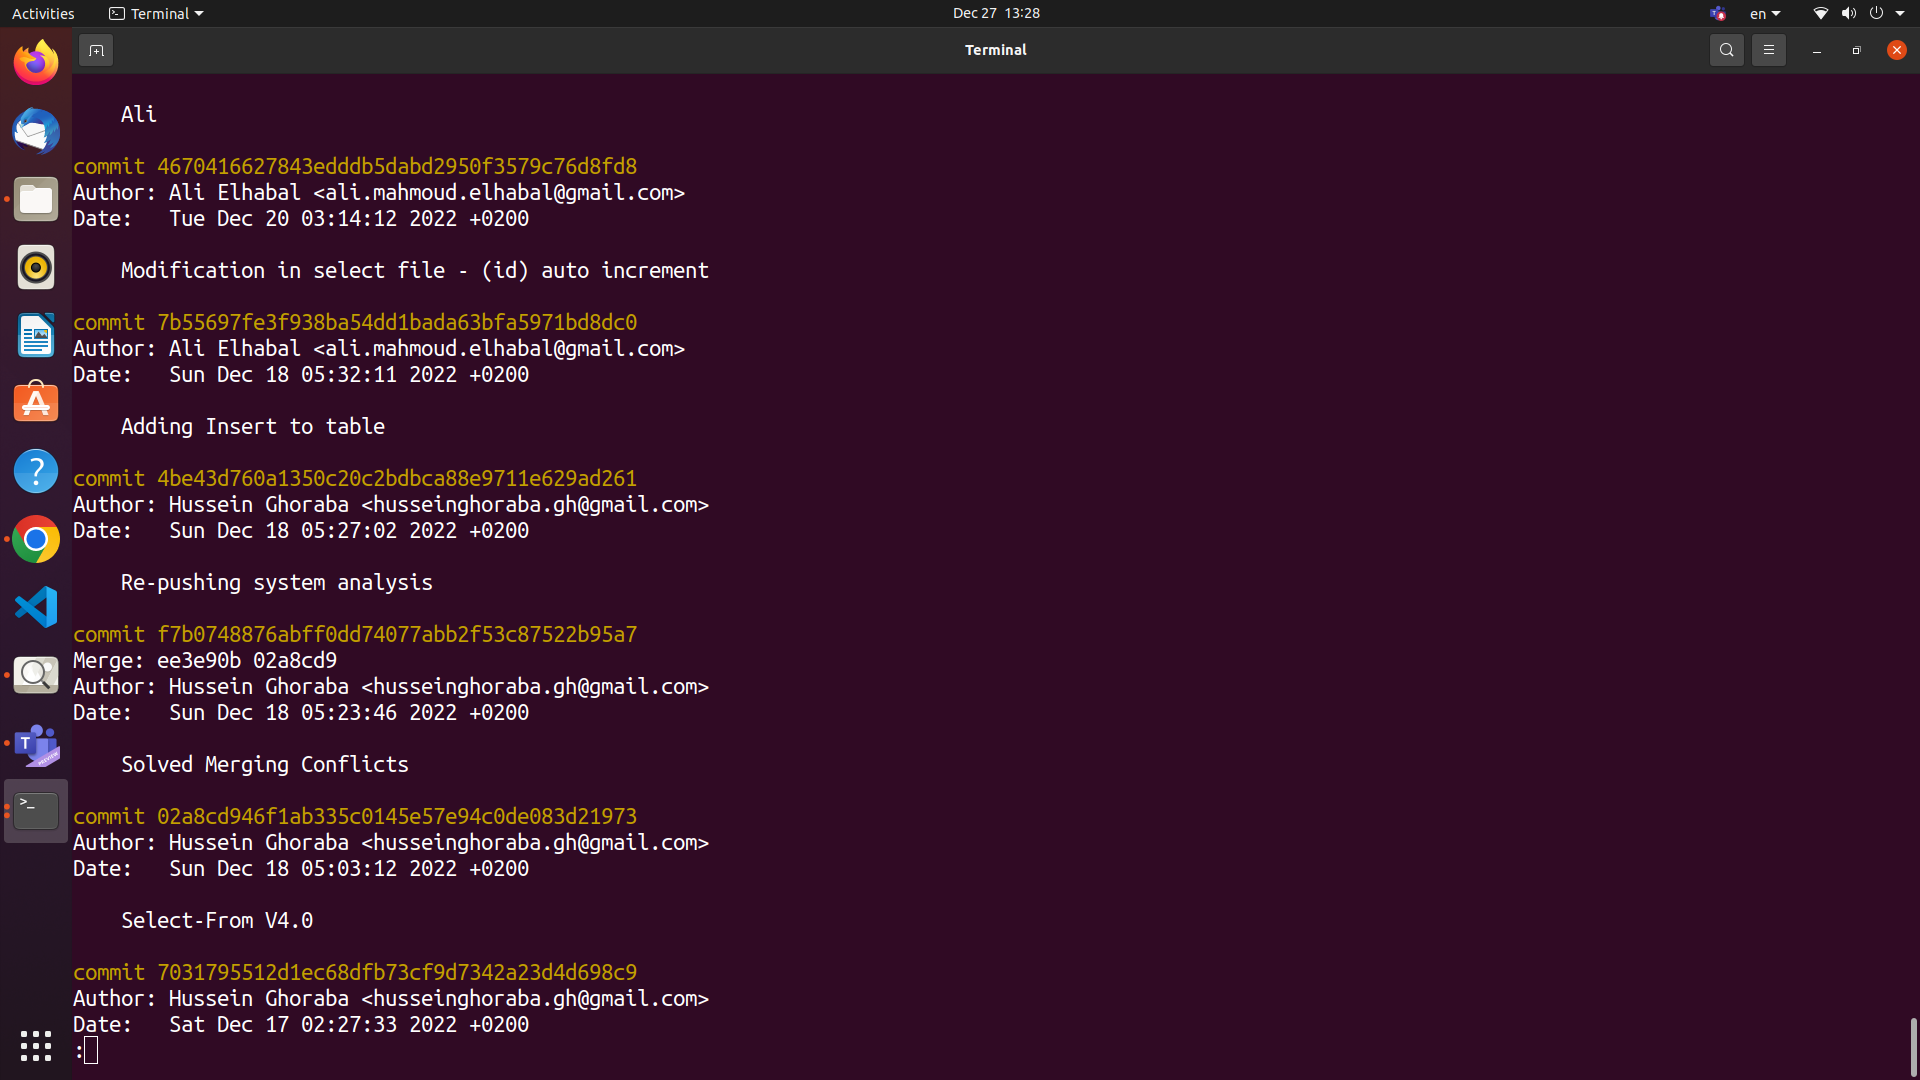 Activities
Terminal
Dec 27 13:28
en
Terminal
Ali
commit 4670416627843edddb5dabd2950f3579c76d8fd8
Author: Ali Elhabal <ali.mahmoud.elhabal@gmail.com>
Date:   Tue Dec 20 03:14:12 2022 +0200
Modification in select file - (id) auto increment
commit 7b55697fe3f938ba54dd1bada63bfa5971bd8dc0
Author: Ali Elhabal <ali.mahmoud.elhabal@gmail.com>
Date:   Sun Dec 18 05:32:11 2022 +0200
Adding Insert to table
commit 4be43d760a1350c20c2bdbca88e9711e629ad261
Author: Hussein Ghoraba <husseinghoraba.gh@gmail.com>
Date:   Sun Dec 18 05:27:02 2022 +0200
Re-pushing system analysis
commit f7b0748876abff0dd74077abb2f53c87522b95a7
Merge: ee3e90b 02a8cd9
Author: Hussein Ghoraba <husseinghoraba.gh@gmail.com>
Date:   Sun Dec 18 05:23:46 2022 +0200
Solved Merging Conflicts
commit 02a8cd946f1ab335c0145e57e94c0de083d21973
Author: Hussein Ghoraba <husseinghoraba.gh@gmail.com>
Date:   Sun Dec 18 05:03:12 2022 +0200
Select-From V4.0
commit 7031795512d1ec68dfb73cf9d7342a23d4d698c9
Author: Hussein Ghoraba <husseinghoraba.gh@gmail.com>
Date:   Sat Dec 17 02:27:33 2022 +0200
: